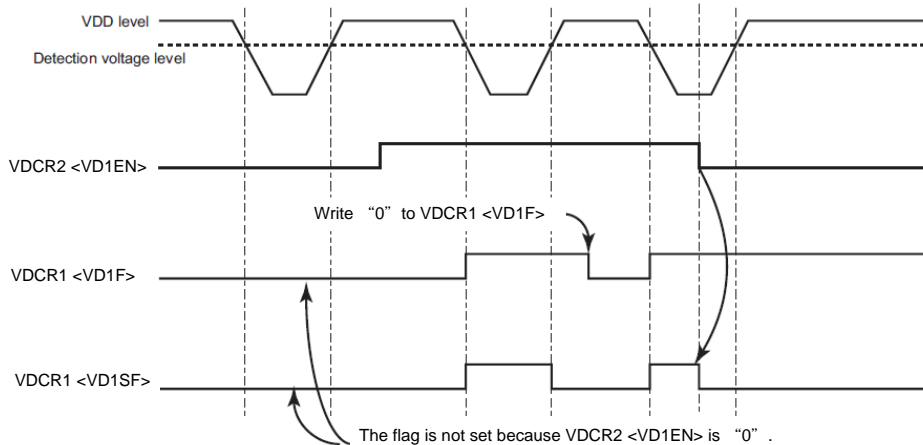 VDD level
Detection voltage level
VDCR2 <VD1EN>
Write “0” to VDCR1 <VD1F>
VDCR1 <VD1F>
VDCR1 <VD1SF>
The flag is not set because VDCR2 <VD1EN> is “0”.